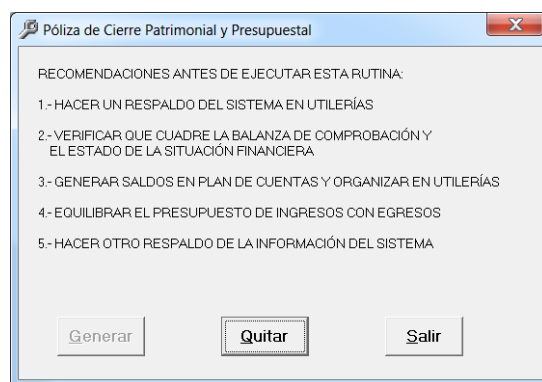 Póliza de Cierre Patrimonial y Presupuestal
RECOMENDACIONES ANTES DE EJECUTAR ESTA RUTINA:
1.- HACER UN RESPALDO DEL SISTEMA EN UTILERÍAS
2.- VERIFICAR QUE CUADRE LA BALANZA DE COMPROBACIÓN Y
EL ESTADO DE LA SITUACIÓN FINANCIERA
3.- GENERAR SALDOS EN PLAN DE CUENTAS Y ORGANIZAR EN UTILERÍAS
4.- EQUILIBRAR EL PRESUPUESTO DE INGRESOS CON EGRESOS
5.- HACER OTRO RESPALDO DE LA INFORMACIÓN DEL SISTEMA
Generar Quitar Salir